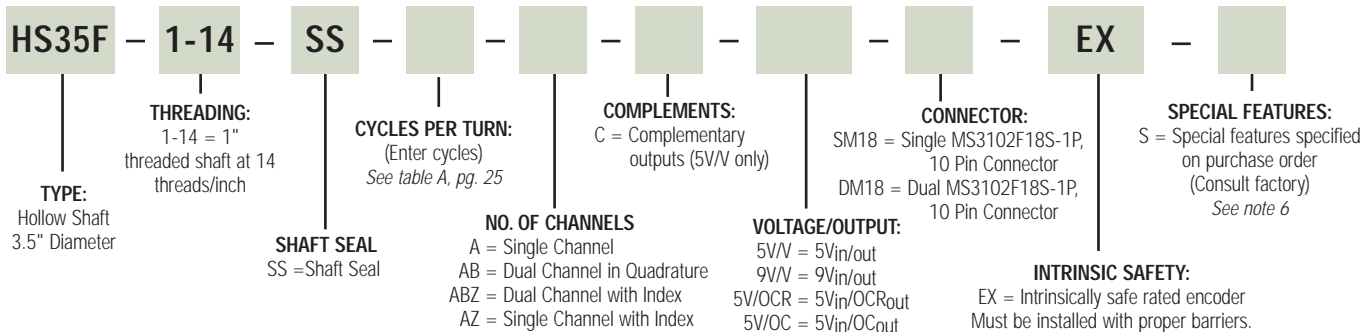 HS35F – 1-14 – SS – – – – – – EX –
TYPE:
Hollow Shaft
3.5" Diameter
THREADING:
1-14 = 1"
threaded shaft at 14
threads/inch
SHAFT SEAL
SS =Shaft Seal
CYCLES PER TURN:
(Enter cycles)
See table A, pg. 25
NO. OF CHANNELS
A = Single Channel
AB = Dual Channel in Quadrature
ABZ = Dual Channel with Index
AZ = Single Channel with Index
COMPLEMENTS:
C = Complementary
outputs (5V/V only)
VOLTAGE/OUTPUT:
5V/V = 5Vin/out
9V/V = 9Vin/out
5V/OCR = 5Vin/OCRout
5V/OC = 5Vin/OCout
CONNECTOR:
SM18 = Single MS3102F18S-1P,
10 Pin Connector
DM18 = Dual MS3102F18S-1P,
10 Pin Connector
INTRINSIC SAFETY:
EX = Intrinsically safe rated encoder
Must be installed with proper barriers.
SPECIAL FEATURES:
S = Special features specified
on purchase order
(Consult factory)
See note 6